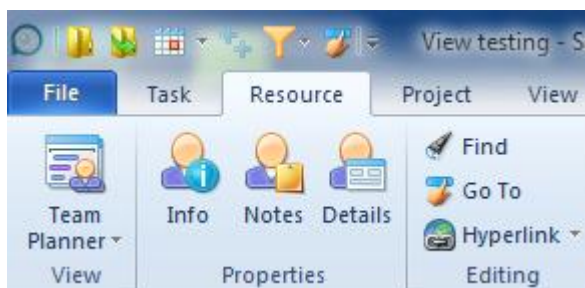 View testing - S
File Task Resource Project View
Team Planner
Info Notes Details
Find
Go To
Hyperlink
View Properties Editing